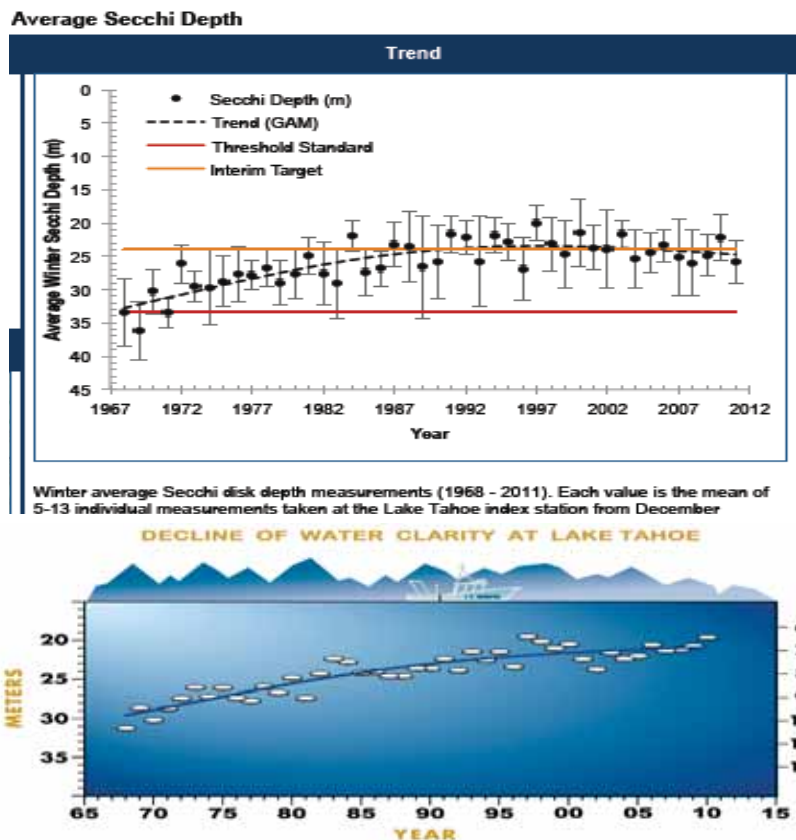 Average Secchi Depth
Trend
0
5
10
15
20
25
30
35
40
45
Average Winter Secchi Depth (m)
Secchi Depth (m)
Trend (GAM)
Threshold Standard
Interim Target
1967 1972 1977 1982 1987 1992 1997 2002 2007 2012
Year
Winter average Secchi disk depth measurements (1968 - 2011). Each value is the mean of
5-13 individual measurements taken at the Lake Tahoe index station from December
DECLINE OF WATER CLARITY AT LAKE TAHOE
20
25
30
35
METERS
65 70 75 80 85 90 95 00 05 10 15
YEAR